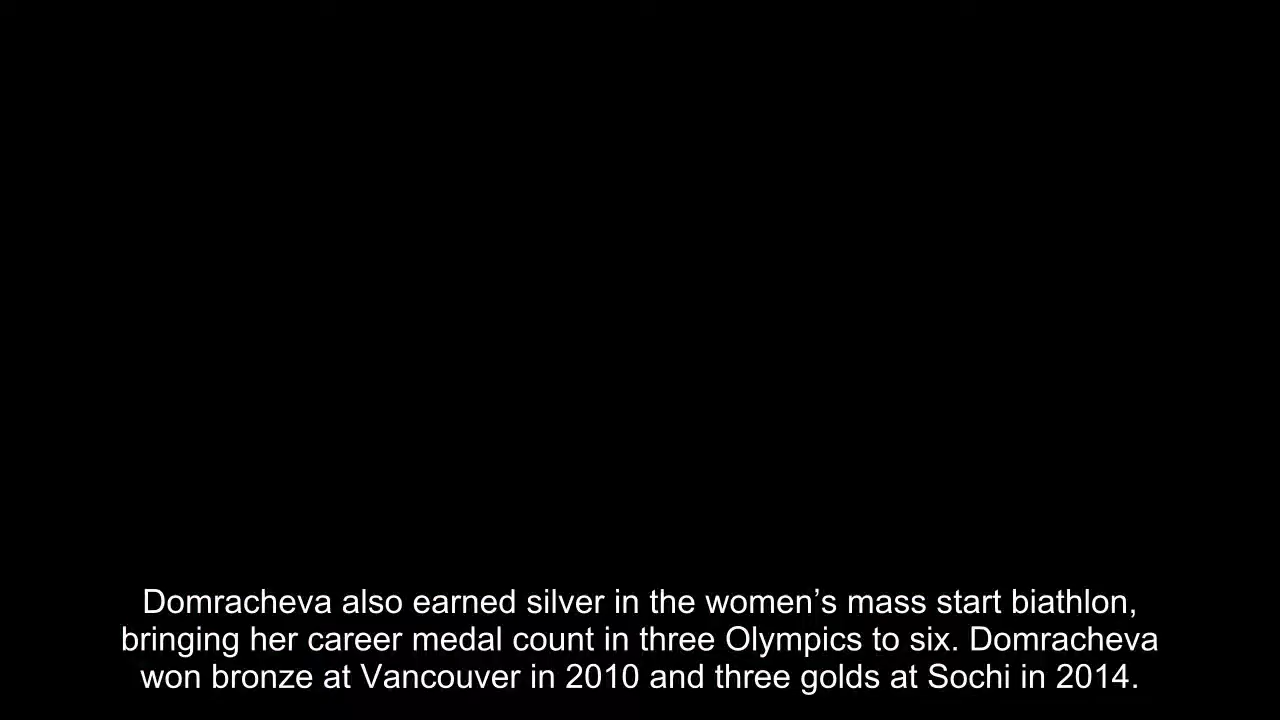 Domracheva also earned silver in the women’s mass start biathlon,
bringing her career medal count in three Olympics to six. Domracheva
won bronze at Vancouver in 2010 and three golds at Sochi in 2014.